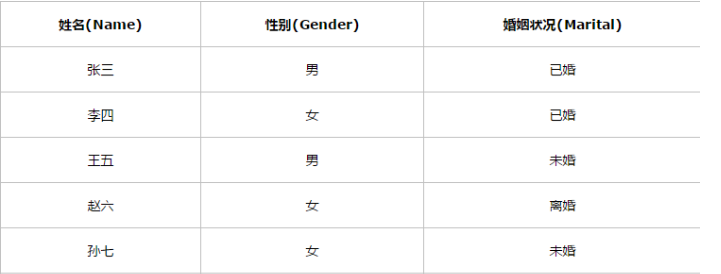 姓名(Name) 性别(Gender) 婚姻状况(Marital)
张三 男 已婚
李四 女 已婚
王五 男 未婚
赵六 女 离婚
孙七 女 未婚